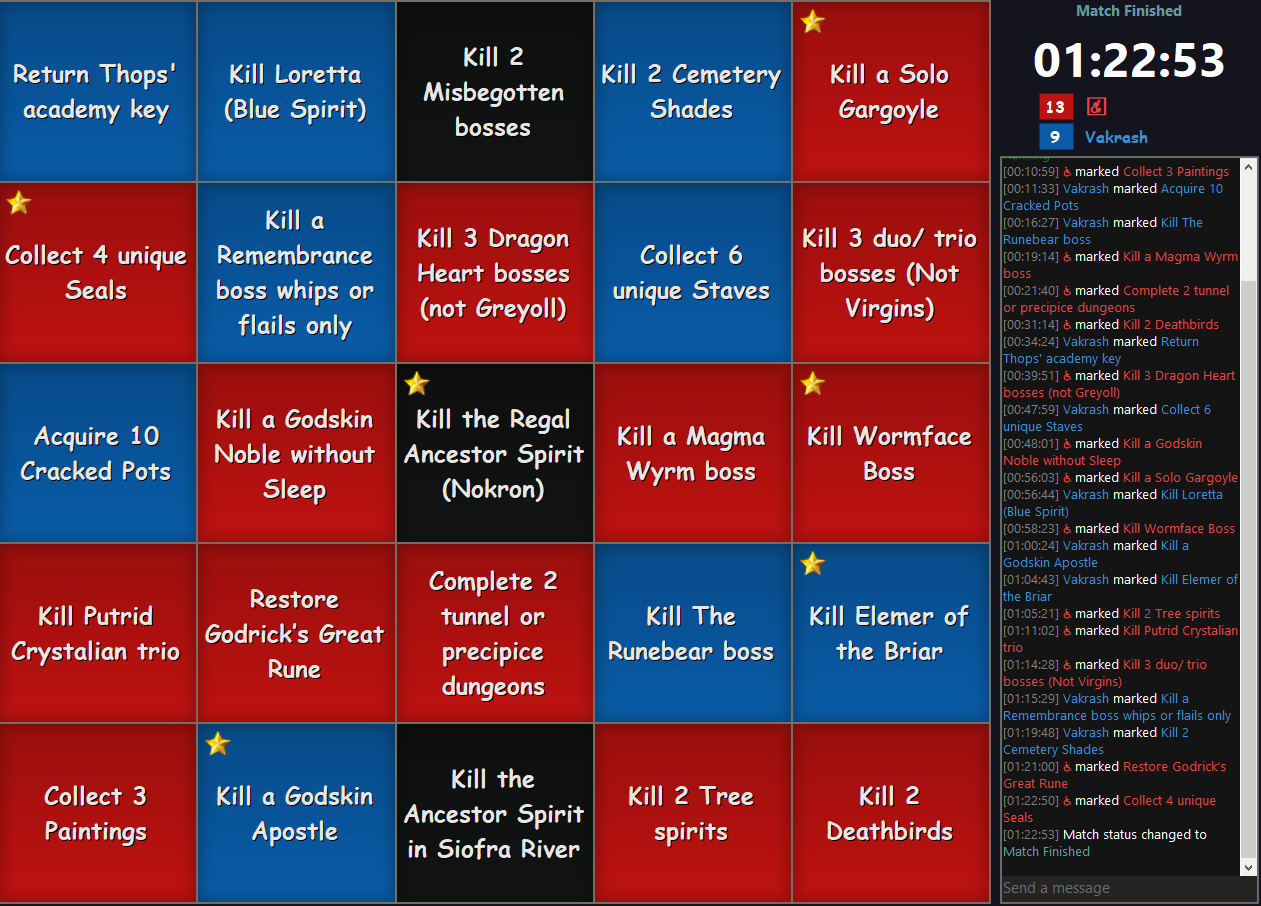 Return Thops'
academy key
Kill Loretta
(Blue Spirit)
Kill 2
Misbegotten
bosses
Kill 2 Cemetery
Shades
Kill a Solo
Gargoyle
Collect 4 unique
Seals
Kill a
Remembrance
boss whips or
flails only
Kill 3 Dragon
Heart bosses
(not Greyoll)
Collect 6
unique Staves
Kill 3 duo/ trio
bosses (Not
Virgins)
Acquire 10
Cracked Pots
Kill a Godskin
Noble without
Sleep
Kill the Regal
Ancestor Spirit
(Nokron)
Kill a Magma
Wyrm boss
Kill Wormface
Boss
Kill Putrid
Crystalian trio
Restore
Godrick's Great
Rune
Complete 2
tunnel or
precipice
dungeons
Kill The
Runebear boss
Kill Elemer of
the Briar
Collect 3
Paintings
Kill a Godskin
Apostle
Kill the
Ancestor Spirit
in Siofra River
Kill 2 Tree
spirits
Kill 2
Deathbirds
Match Finished
01:22:53
13
9 Vakrash
[00:10:59] ♿ marked Collect 3 Paintings
[00:11:33] Vakrash marked Acquire 10
Cracked Pots
[00:16:27] Vakrash marked Kill The
Runebear boss
[00:19:14] ♿ marked Kill a Magma Wyrm
boss
[00:21:40] ♿ marked Complete 2 tunnel
or precipice dungeons
[00:31:14] ♿ marked Kill 2 Deathbirds
[00:34:24] Vakrash marked Return
Thops' academy key
[00:39:51] ♿ marked Kill 3 Dragon Heart
bosses (not Greyoll)
[00:47:59] Vakrash marked Collect 6
unique Staves
[00:48:01] ♿ marked Kill a Godskin
Noble without Sleep
[00:56:03] ♿ marked Kill a Solo Gargoyle
[00:56:44] Vakrash marked Kill Loretta
(Blue Spirit)
[00:58:23] ♿ marked Kill Wormface Boss
[01:00:24] Vakrash marked Kill a
Godskin Apostle
[01:04:43] Vakrash marked Kill Elemer of
the Briar
[01:05:21] ♿ marked Kill 2 Tree spirits
[01:11:02] ♿ marked Kill Putrid Crystalian
trio
[01:14:28] ♿ marked Kill 3 duo/ trio
bosses (Not Virgins)
[01:15:29] Vakrash marked Kill a
Remembrance boss whips or flails only
[01:19:48] Vakrash marked Kill 2
Cemetery Shades
[01:21:00] ♿ marked Restore Godrick's
Great Rune
[01:22:50] ♿ marked Collect 4 unique
Seals
[01:22:53] Match status changed to
Match Finished
Send a message